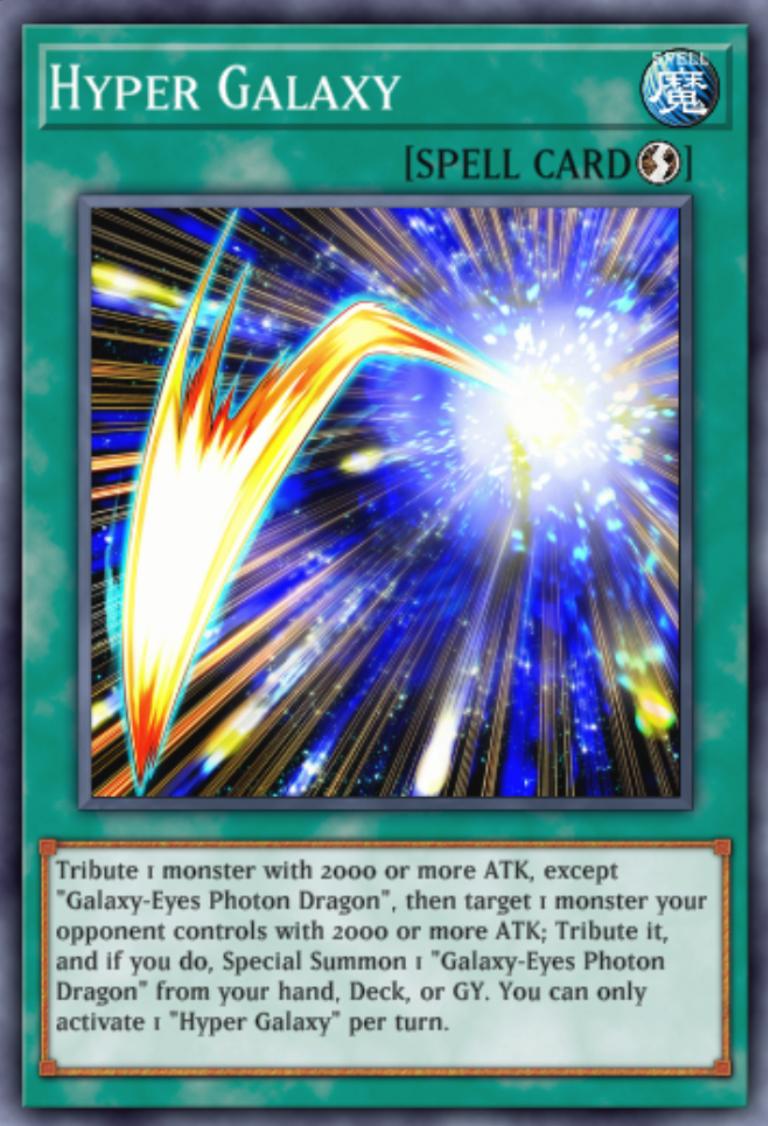 Hyper Galaxy
SPELL
魔
[SPELL CARD]
Tribute 1 monster with 2000 or more ATK, except
"Galaxy-Eyes Photon Dragon", then target 1 monster your
opponent controls with 2000 or more ATK; Tribute it,
and if you do, Special Summon 1 "Galaxy-Eyes Photon
Dragon" from your hand, Deck, or GY. You can only
activate 1 "Hyper Galaxy" per turn.